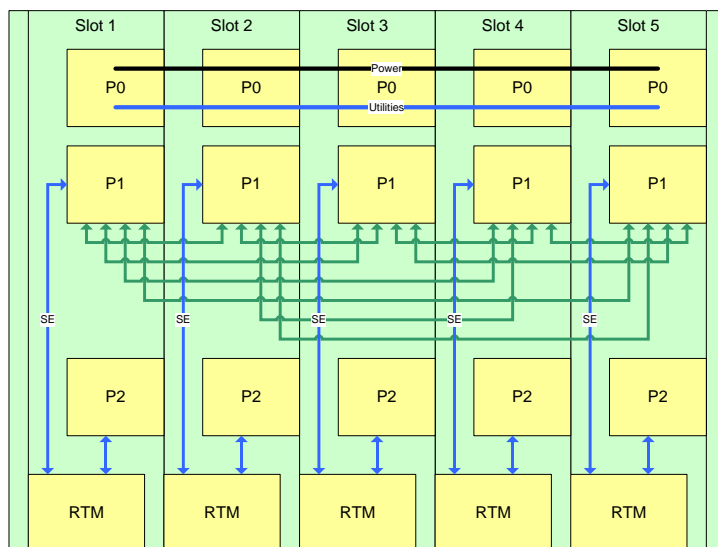 Slot 1 Slot 2 Slot 3 Slot 4 Slot 5
Power
P0 P0 P0 P0 P0
Utilities
P1 P1 P1 P1 P1
SE SE SE SE SE
P2 P2 P2 P2 P2
RTM RTM RTM RTM RTM